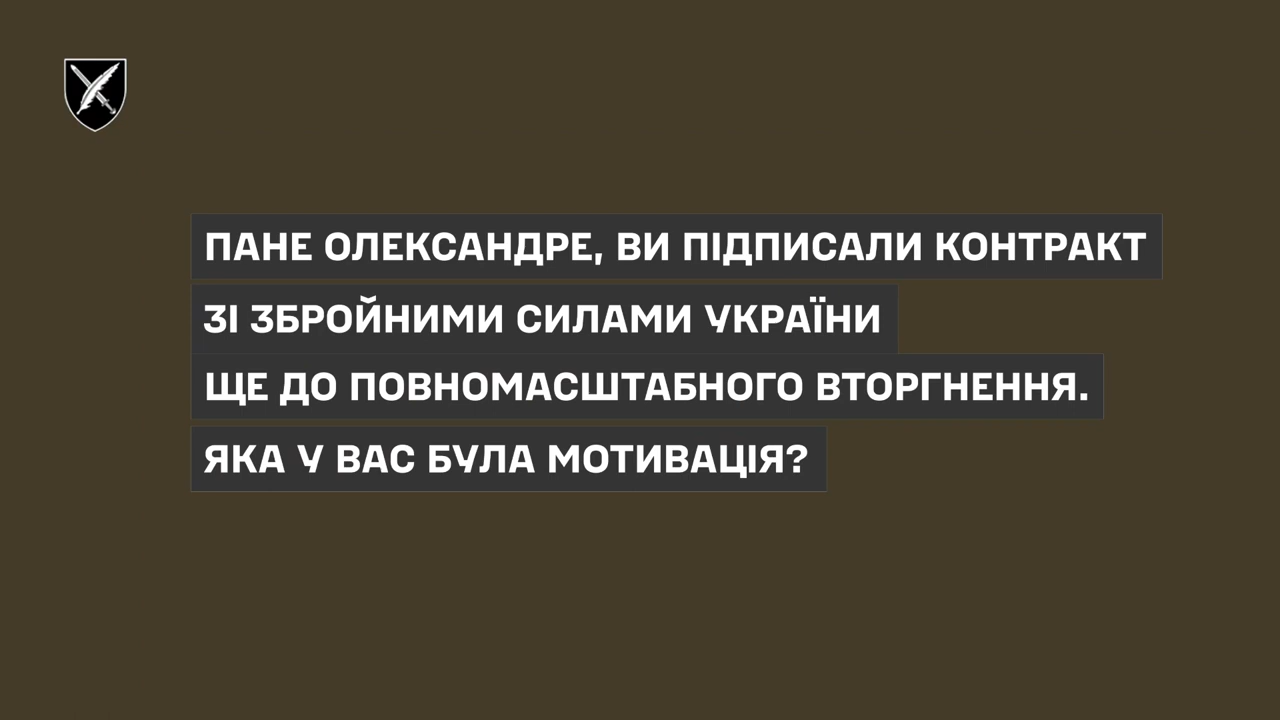 ПАНЕ ОЛЕКСАНДРЕ, ВИ ПІДПИСАЛИ КОНТРАКТ
ЗІ ЗБРОЙНИМИ СИЛАМИ УКРАЇНИ
ЩЕ ДО ПОВНОМАСШТАБНОГО ВТОРГНЕННЯ.
ЯКА У ВАС БУЛА МОТИВАЦІЯ?